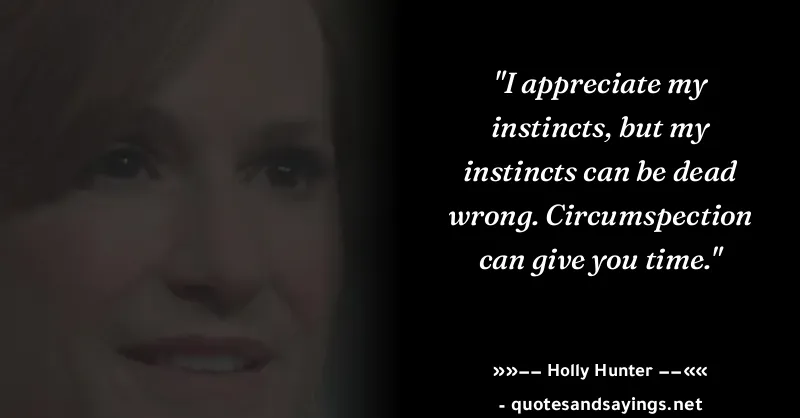 "I appreciate my
instincts, but my
instincts can be dead
wrong. Circumspection
can give you time."
»»—— Holly Hunter ——««
- quotesandsayings.net